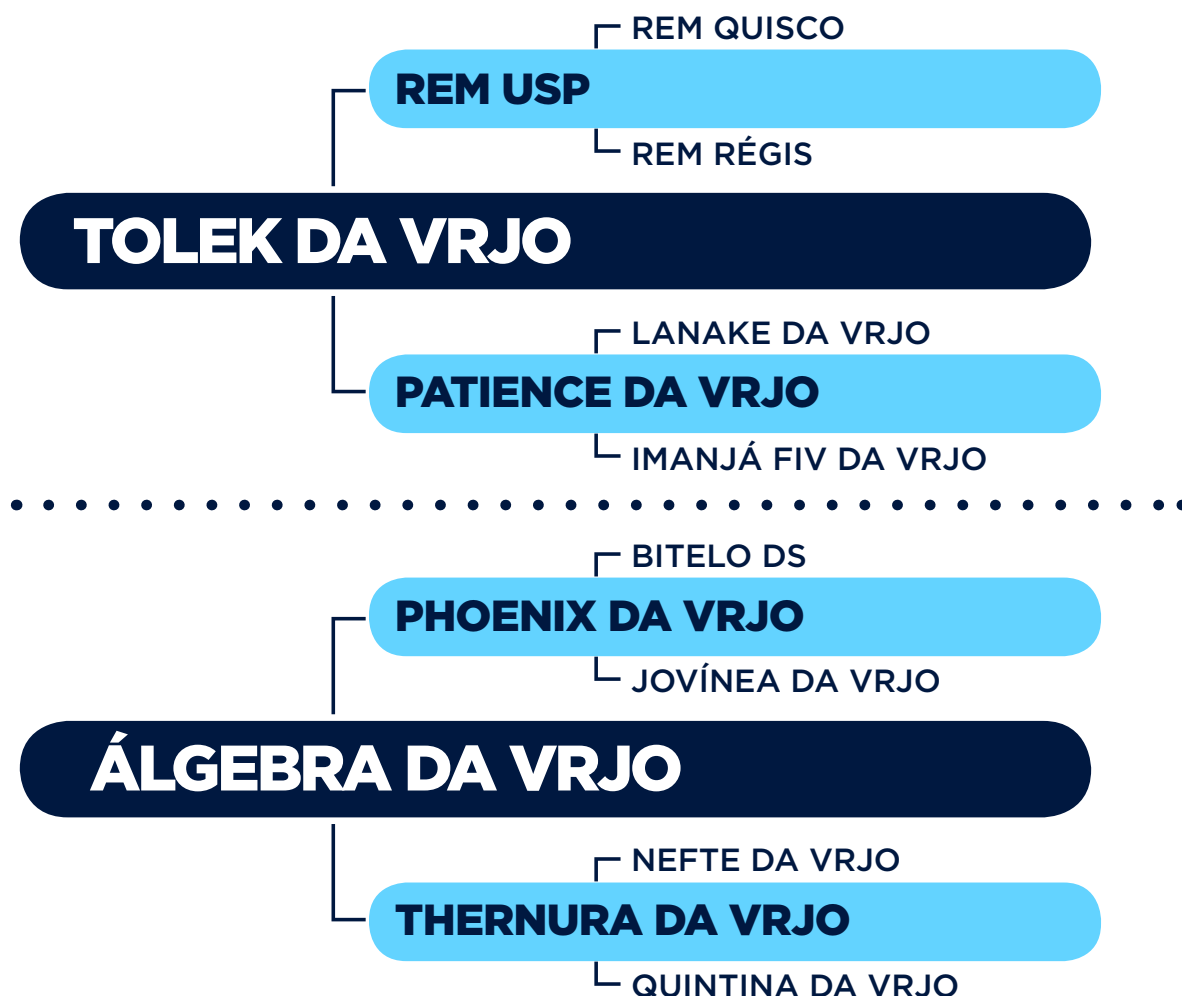 REM QUISCO
REM USP
REM RÉGIS
TOLEK DA VRJO
LANAKE DA VRJO
PATIENCE DA VRJO
IMANJÁ FIV DA VRJO
BITELO DS
PHOENIX DA VRJO
JOVÍNEA DA VRJO
ÁLGEBRA DA VRJO
NEFTE DA VRJO
THERNURA DA VRJO
QUINTINA DA VRJO